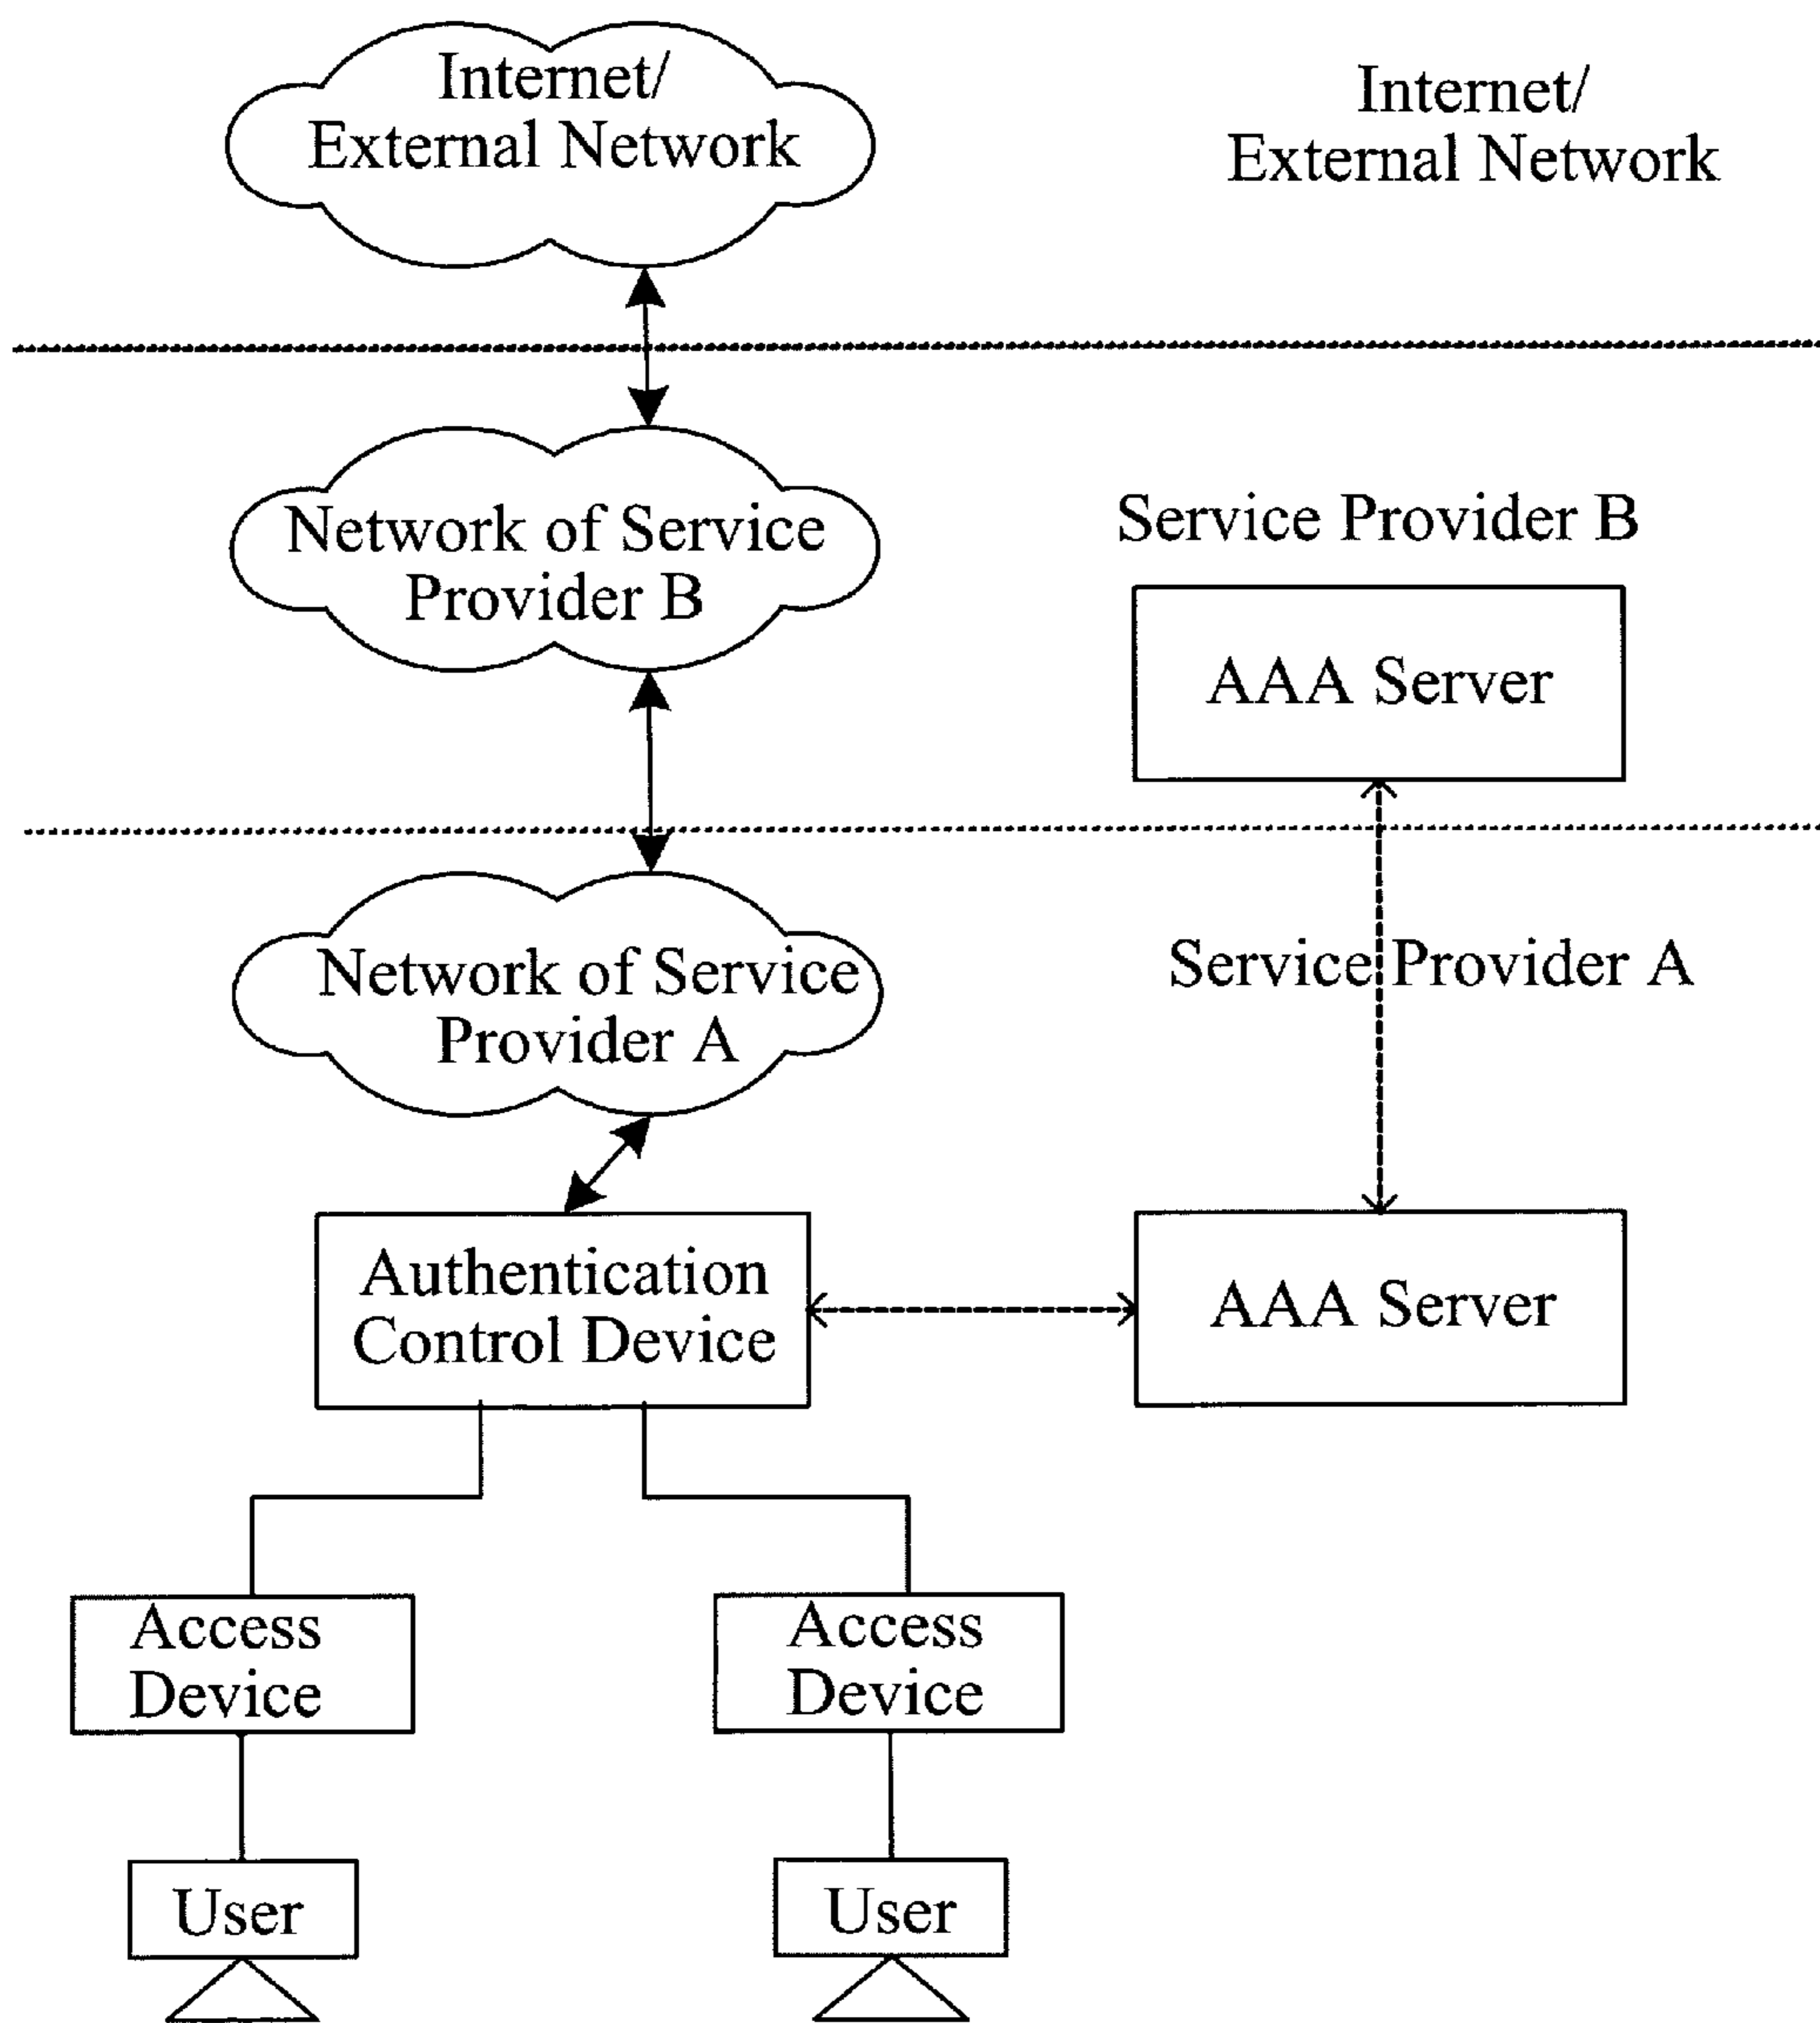 Internet/
External Network
Internet/
External Network
Network of Service
Provider B
Service Provider B
AAA Server
Network of Service
Provider A
Service Provider A
Authentication
Control Device
AAA Server
Access
Device
Access
Device
User
User